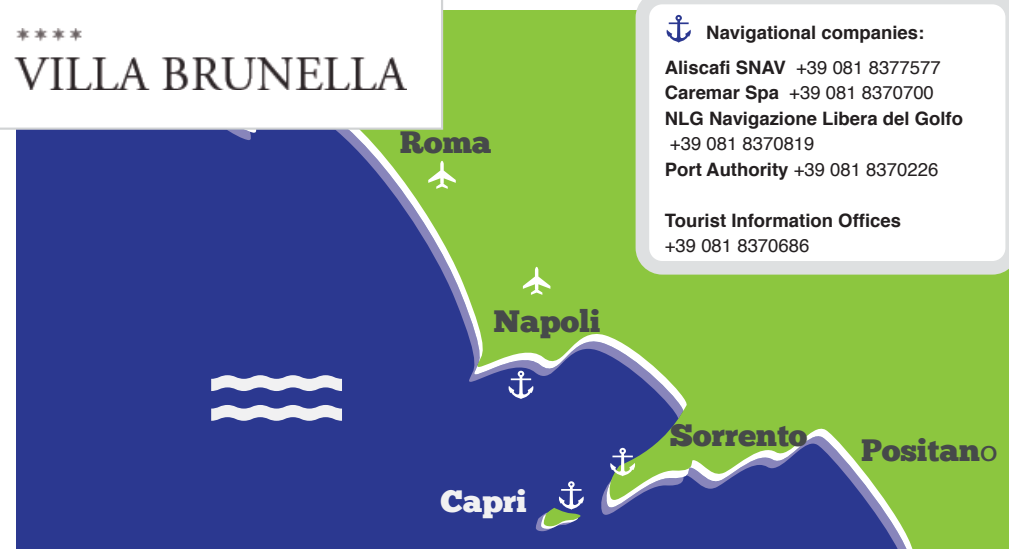 ****
VILLA BRUNELLA
Navigational companies:
Aliscafi SNAV +39 081 8377577
Caremar Spa +39 081 8370700
NLG Navigazione Libera del Golfo
+39 081 8370819
Port Authority +39 081 8370226
Tourist Information Offices
+39 081 8370686
Roma
Napoli
Sorrento
Positano
Capri